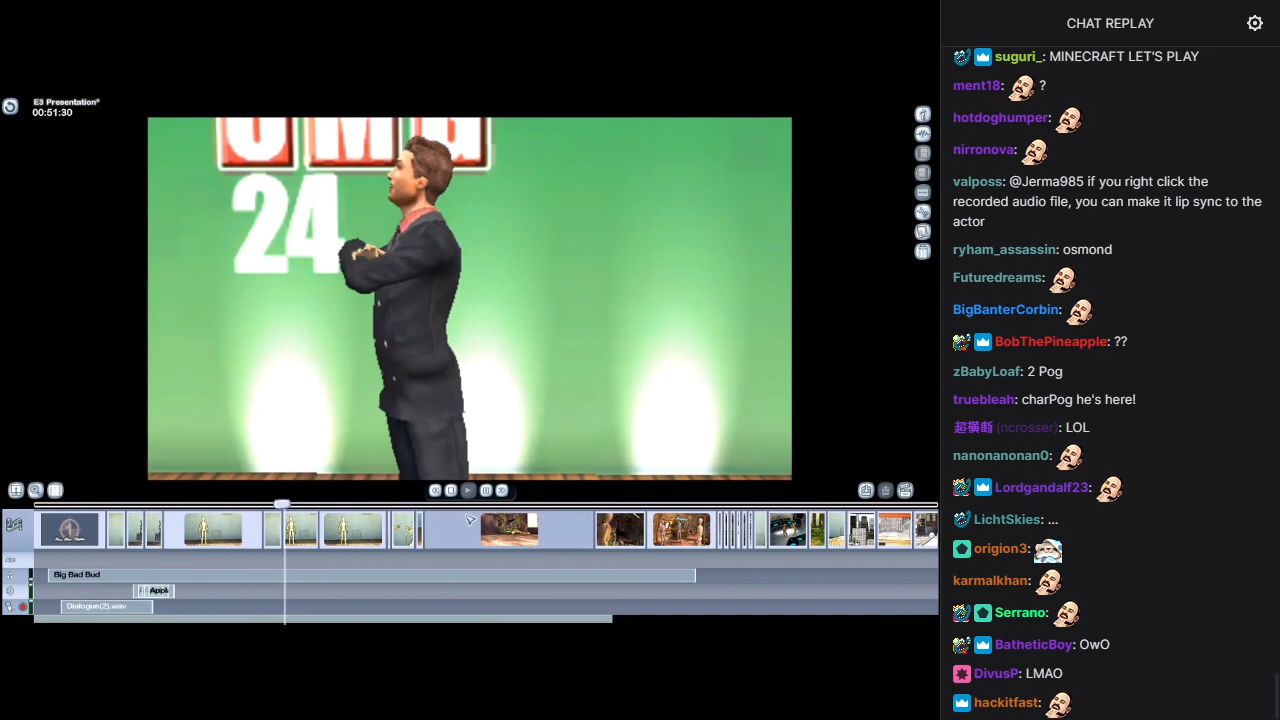 CHAT REPLAY
suguri_: MINECRAFT LET'S PLAY
ment18: ?
hotdoghumper:
nirronova:
valposs: @Jerma985 if you right click the
recorded audio file, you can make it lip sync to the
actor
ryham_assassin: osmond
Futuredreams:
BigBanterCorbin:
BobThePineapple: ??
zBabyLoaf: 2 Pog
truebleah: charPog he's here!
超横断 (ncrosser): LOL
nanonanonan0:
Lordgandalf23:
LichtSkies: ...
origion3:
karmalkhan:
Serrano:
BatheticBoy: OwO
DivusP: LMAO
hackitfast:
E3 Presentation*
00:51:30
24
Big Bad Bud
Appl
Dialogue(2).wav